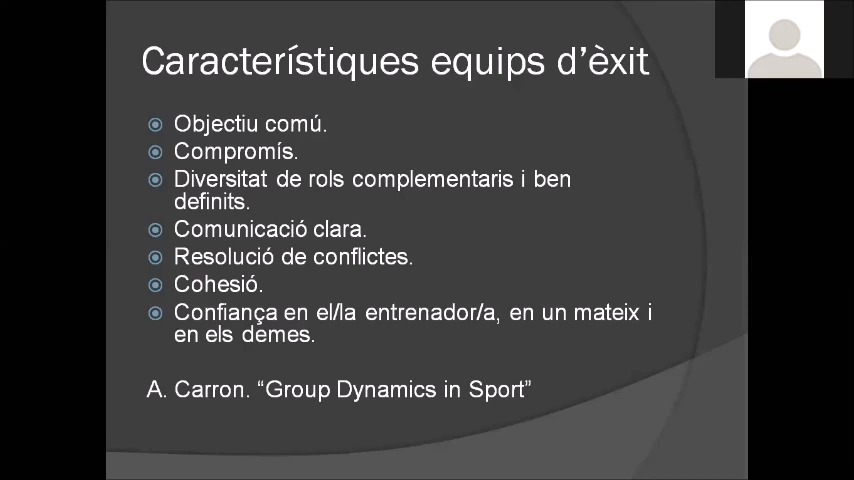 Característiques equips d’èxit
Objectiu comú.
Compromís.
Diversitat de rols complementaris i ben
definits.
Comunicació clara.
Resolució de conflictes.
Cohesió.
Confiança en el/la entrenador/a, en un mateix i
en els demes.
A. Carron. “Group Dynamics in Sport”